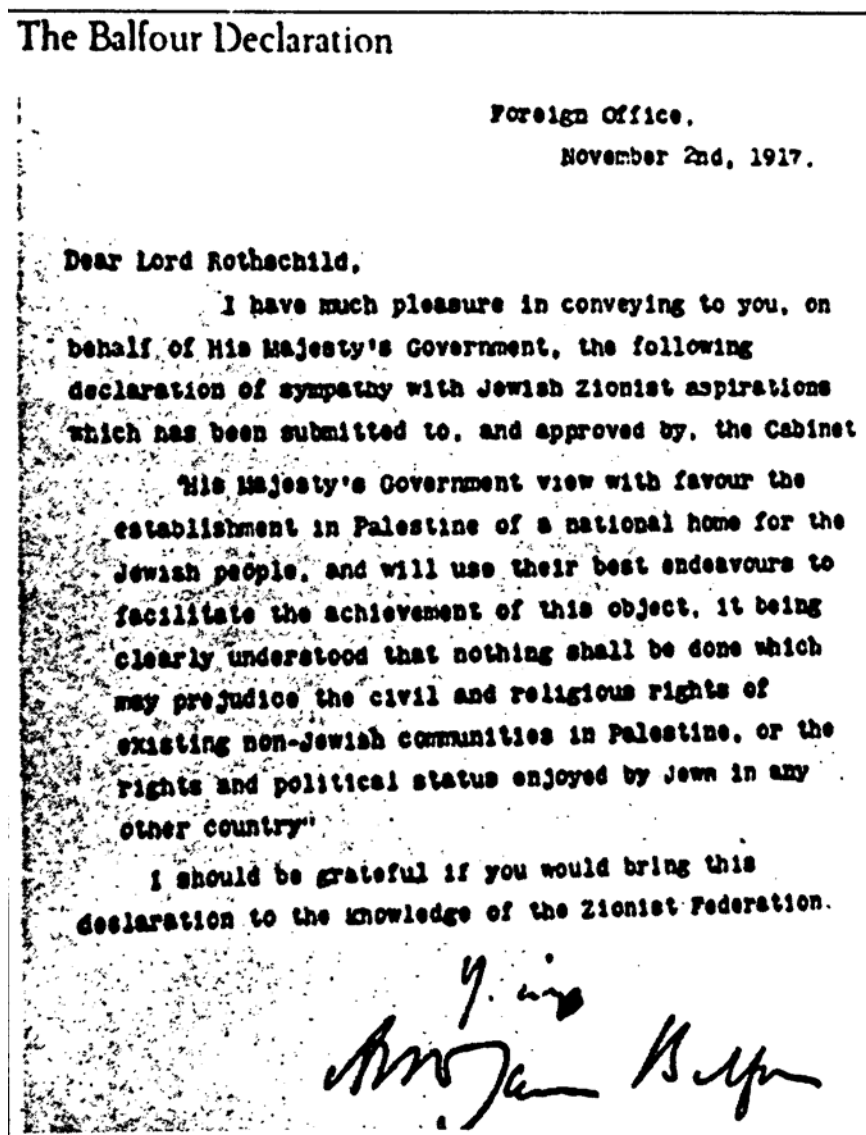 The Balfour Declaration
Foreign Office,
November 2nd, 1917.
Dear Lord Rothschild,
I have much pleasure in conveying to you, on
behalf of His Majesty's Government, the following
declaration of sympathy with Jewish Zionist aspirations
which has been submitted to, and approved by, the Cabinet
"His Majesty's Government view with favour the
establishment in Palestine of a national home for the
Jewish people, and will use their best endeavours to
facilitate the achievement of this object, it being
clearly understood that nothing shall be done which
may prejudice the civil and religious rights of
existing non-Jewish communities in Palestine, or the
rights and political status enjoyed by Jews in any
other country"
I should be grateful if you would bring this
declaration to the knowledge of the Zionist Federation.
Balfour